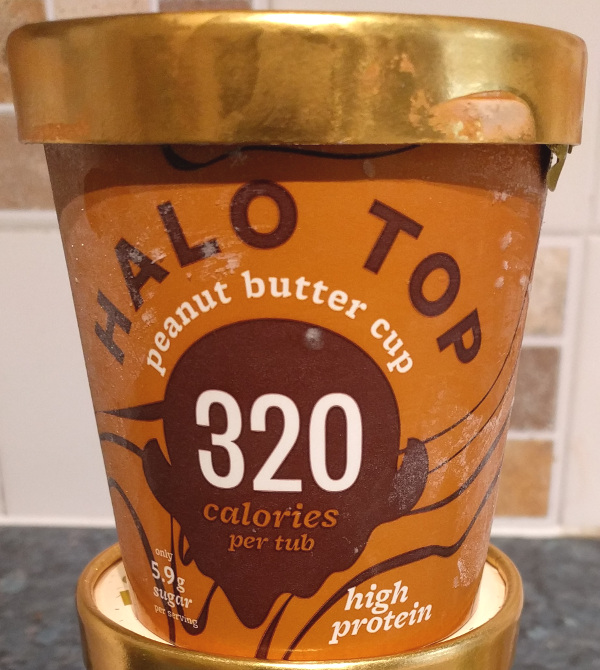 HALO TOP
peanut butter cup
320
calories
per tub
only
5.9g
sugar
per serving
high
protein